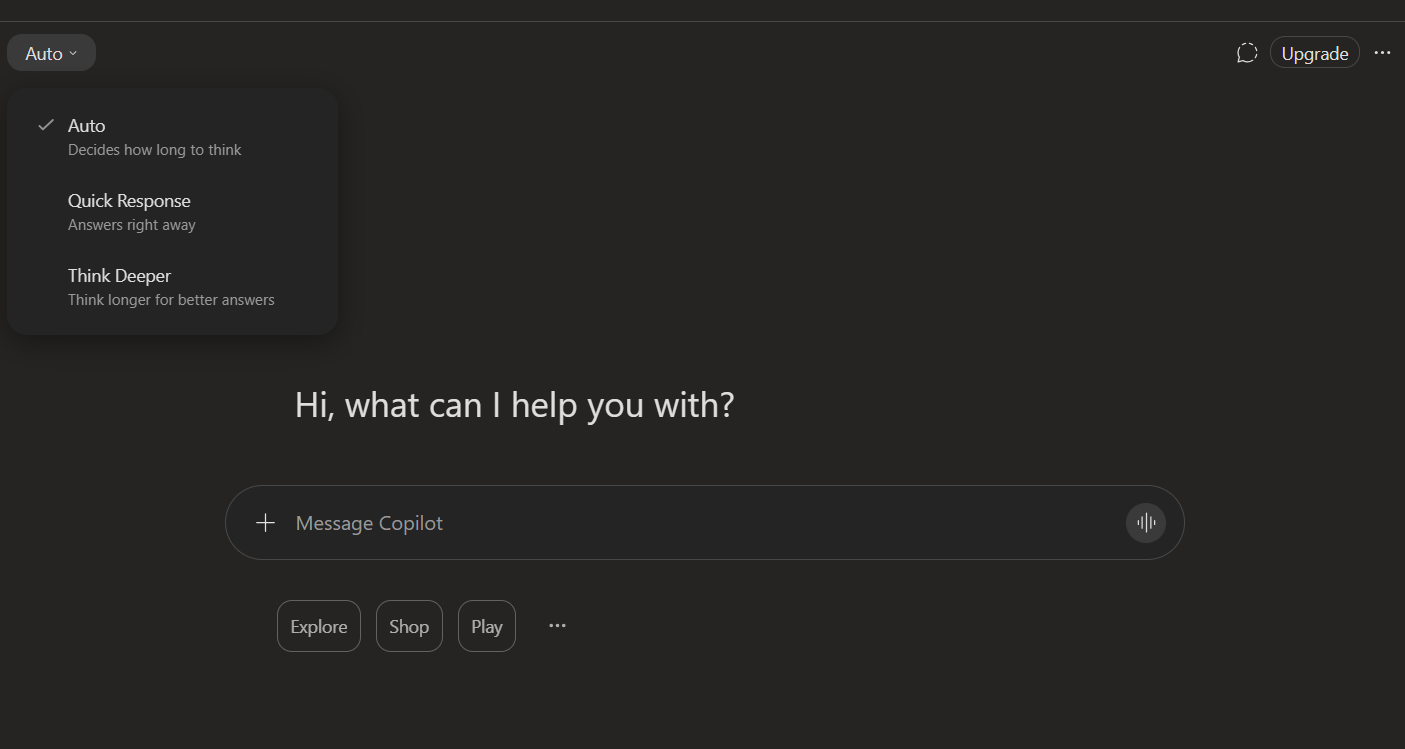 Auto
Upgrade
Auto
Decides how long to think
Quick Response
Answers right away
Think Deeper
Think longer for better answers
Hi, what can I help you with?
Message Copilot
Explore
Shop
Play